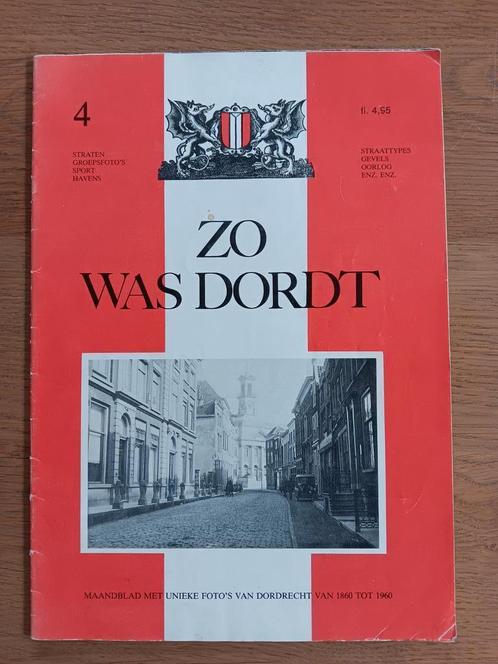 4
fl. 4,95
STRATEN
GROEPSFOTO'S
SPORT
HAVENS
STRAATTYPES
GEVELS
OORLOG
ENZ. ENZ.
ZO
WAS DORDT
MAANDBLAD MET UNIEKE FOTO'S VAN DORDRECHT VAN 1860 TOT 1960